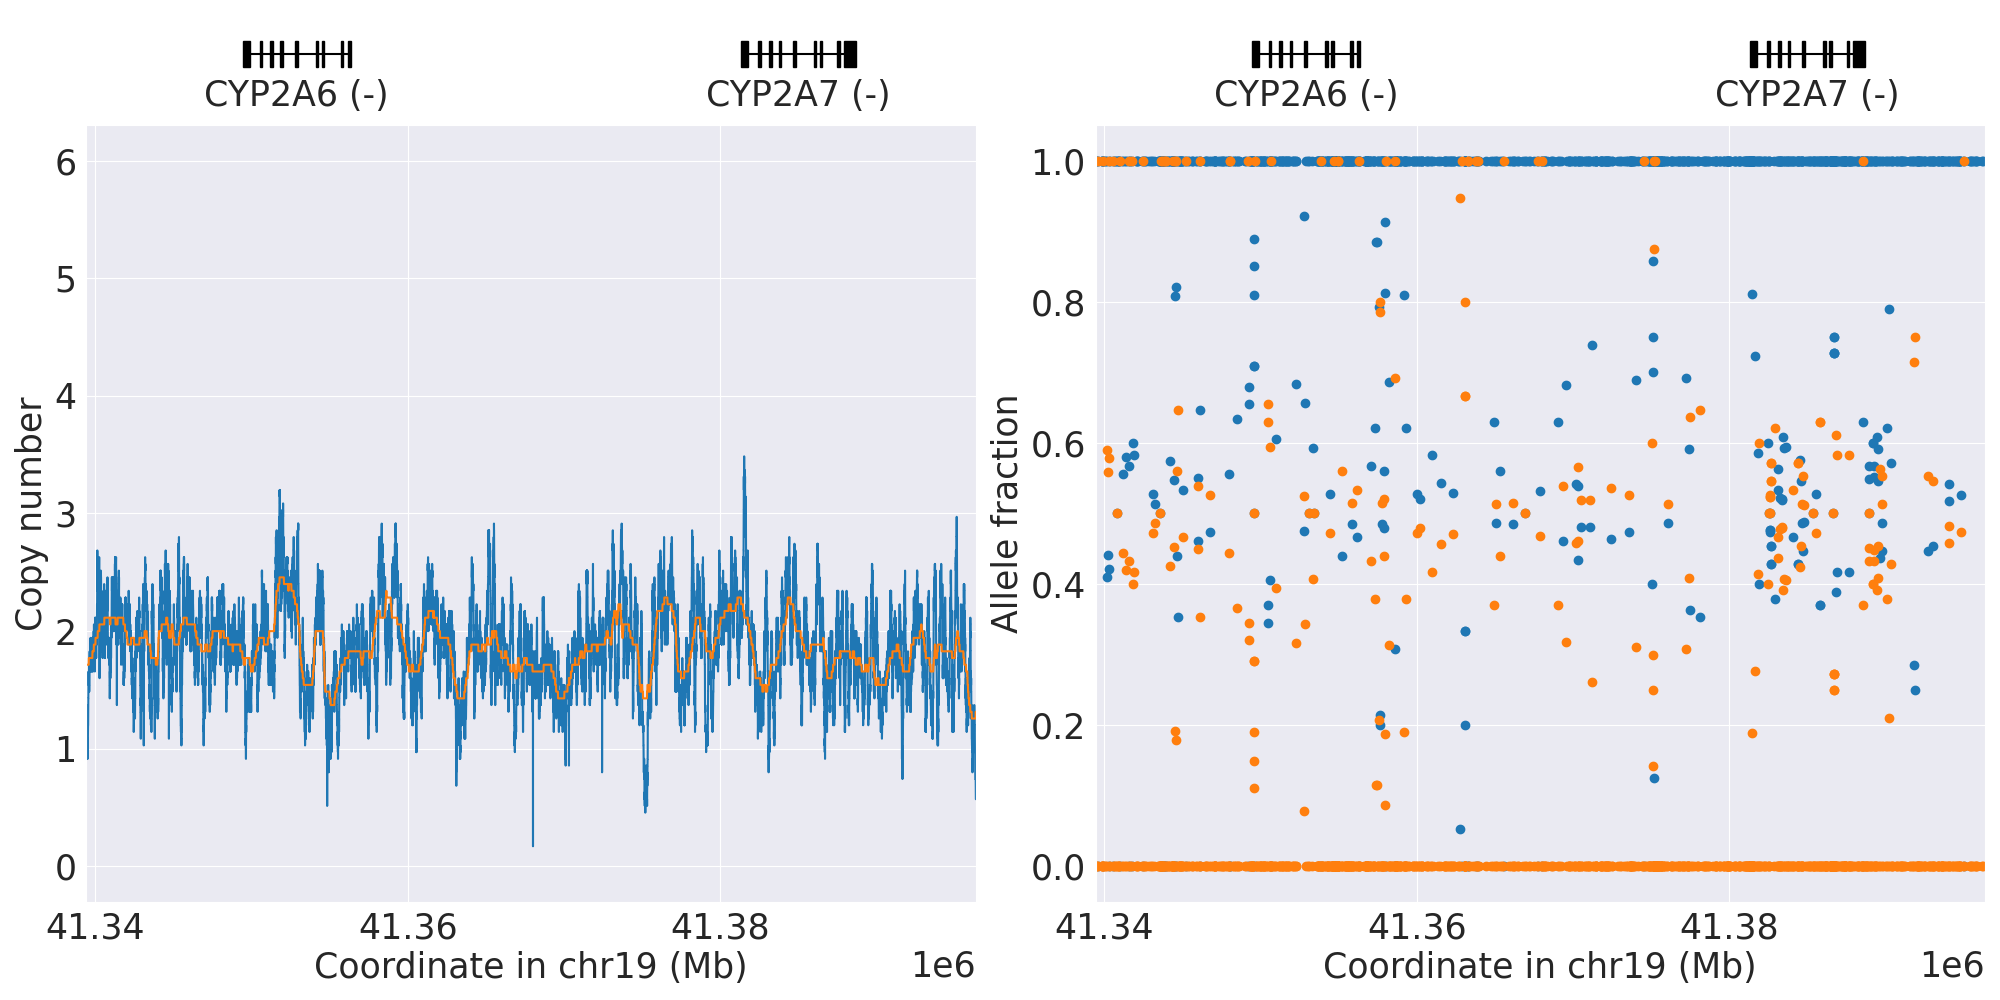 CYP2A6 (-)
CYP2A7 (-)
6
5
4
3
2
1
0
Copy number
41.34
41.36
41.38
Coordinate in chr19 (Mb)
1e6
CYP2A6 (-)
CYP2A7 (-)
1.0
0.8
0.6
0.4
0.2
0.0
Allele fraction
41.34
41.36
41.38
Coordinate in chr19 (Mb)
1e6